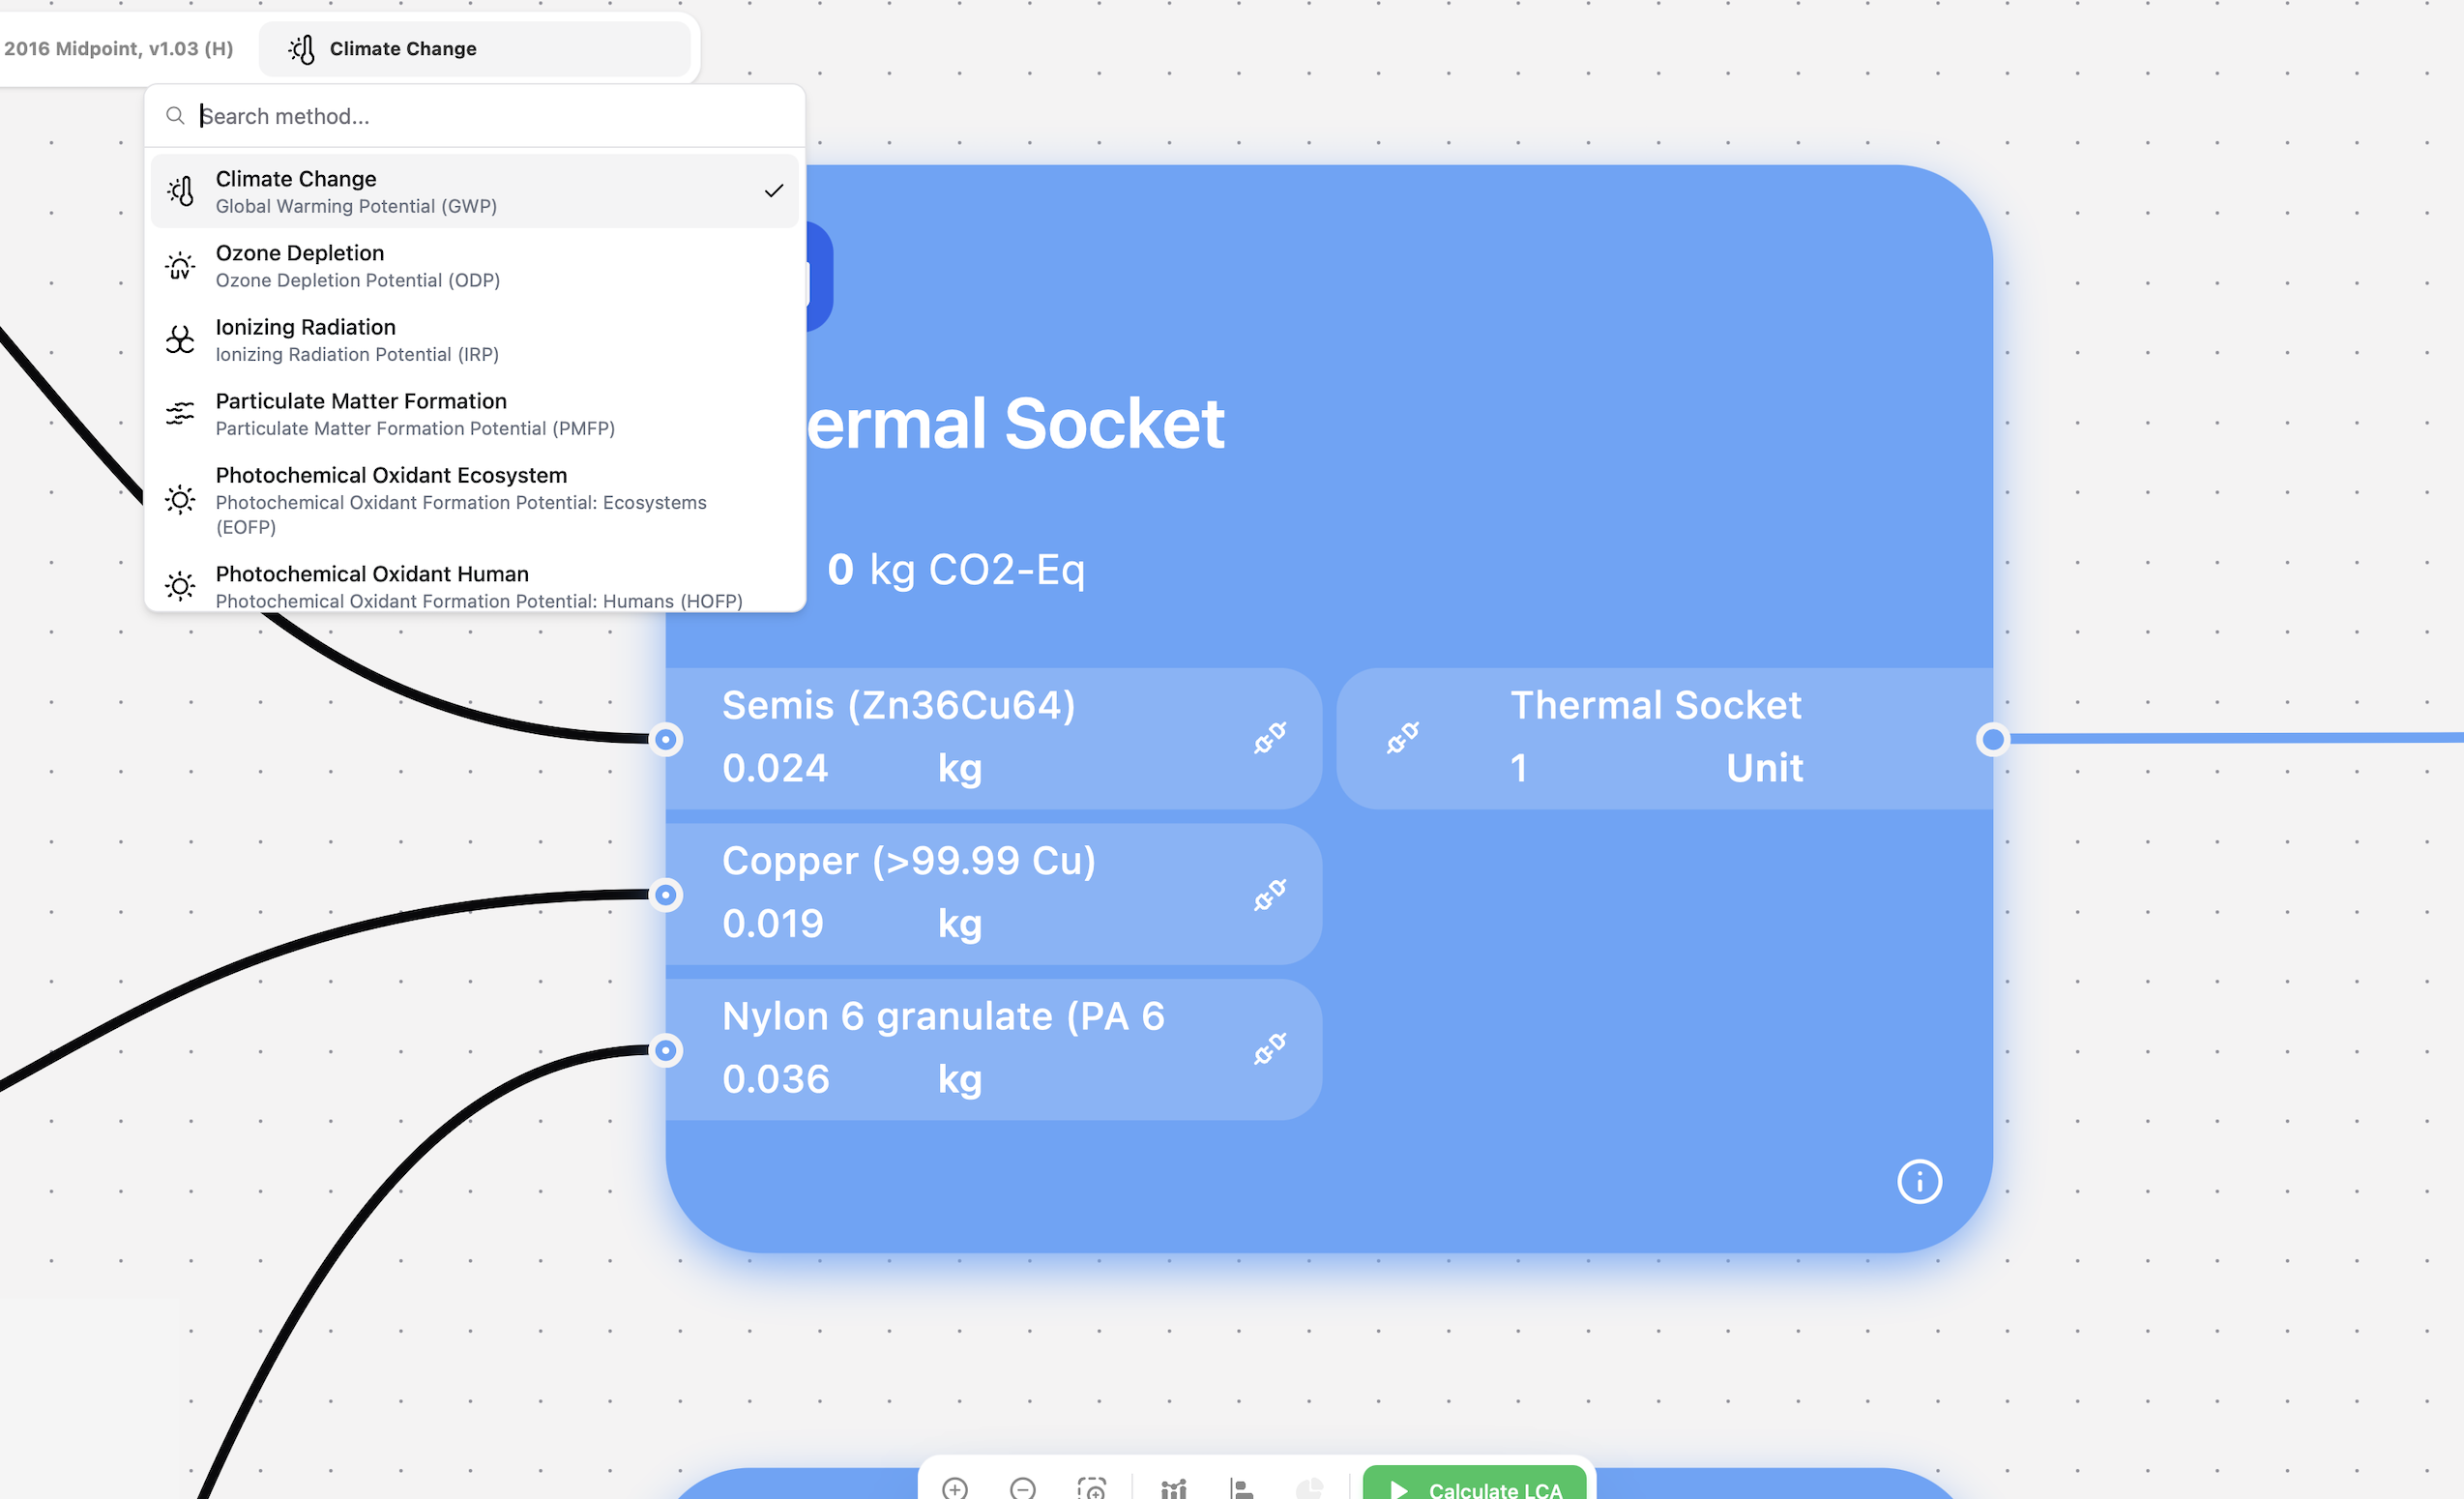 2016 Midpoint, v1.03 (H)
Climate Change
Search method...
Climate Change
Global Warming Potential (GWP)
Ozone Depletion
Ozone Depletion Potential (ODP)
Ionizing Radiation
Ionizing Radiation Potential (IRP)
Particulate Matter Formation
Particulate Matter Formation Potential (PMFP)
Photochemical Oxidant Ecosystem
Photochemical Oxidant Formation Potential: Ecosystems
(EOFP)
Photochemical Oxidant Human
Photochemical Oxidant Formation Potential: Humans (HOFP)
ermal Socket
0 kg CO2-Eq
Semis (Zn36Cu64)
0.024 kg
Thermal Socket
1 Unit
Copper (>99.99 Cu)
0.019 kg
Nylon 6 granulate (PA 6
0.036 kg
Calculate LCA